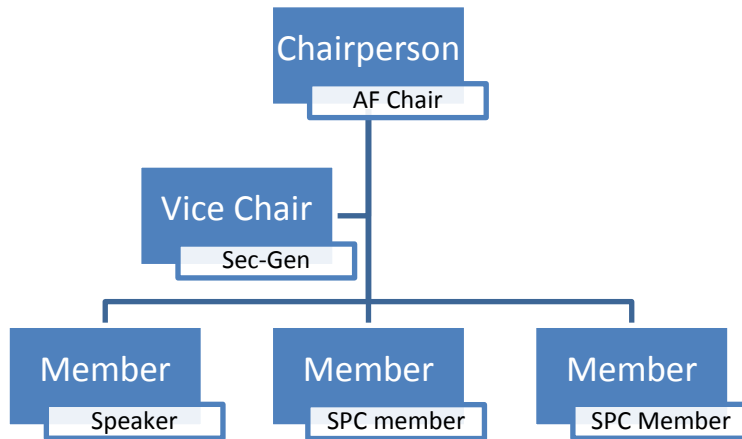 Chairperson
AF Chair
Vice Chair
Sec-Gen
Member
Speaker
Member
SPC member
Member
SPC Member